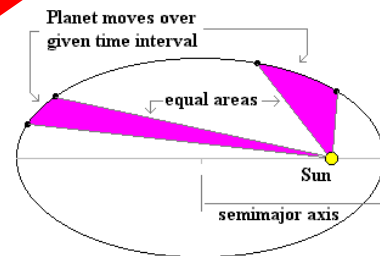 Planet moves over
given time interval
equal areas
Sun
semimajor axis